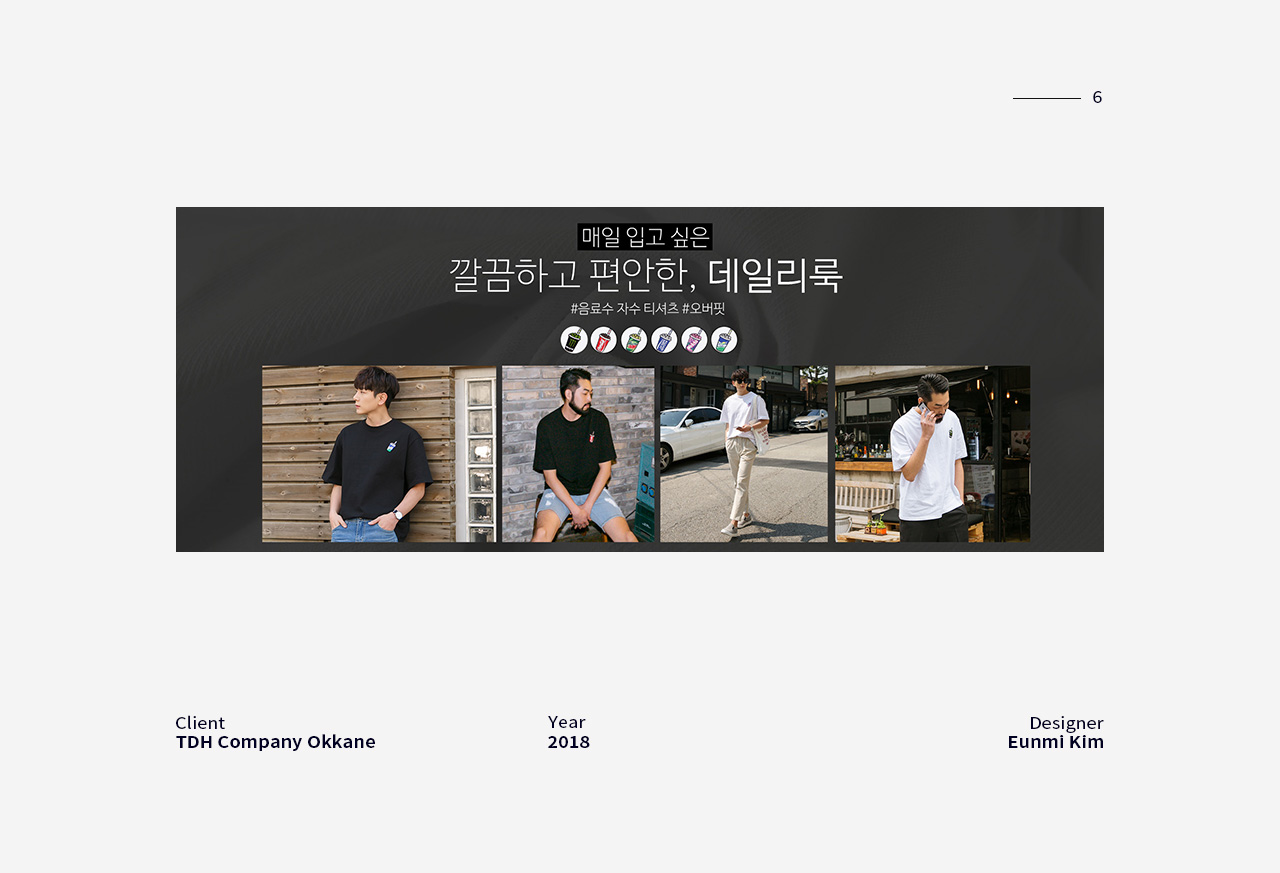 6
매일 입고 싶은
깔끔하고 편안한, 데일리룩
#음료수 자수 티셔츠 #오버핏
Client
TDH Company Okkane
Year
2018
Designer
Eunmi Kim